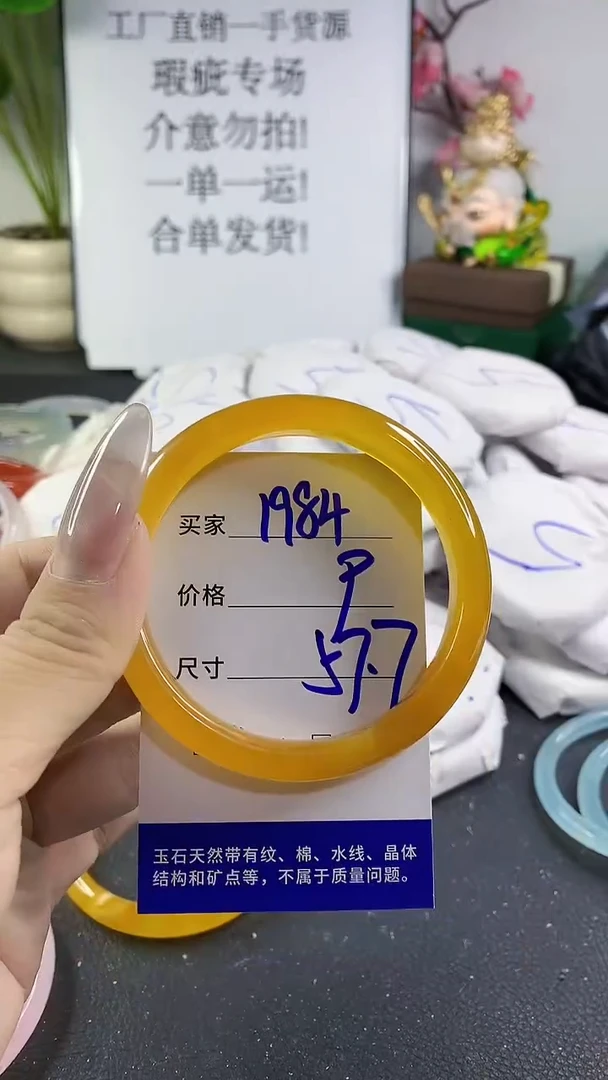 工厂直销一手货源
瑕疵专场
介意勿拍!
一单一运!
合单发货!
买家 1984
价格 P
尺寸 57.7
玉石天然带有纹、棉、水线、晶体
结构和矿点等，不属于质量问题。